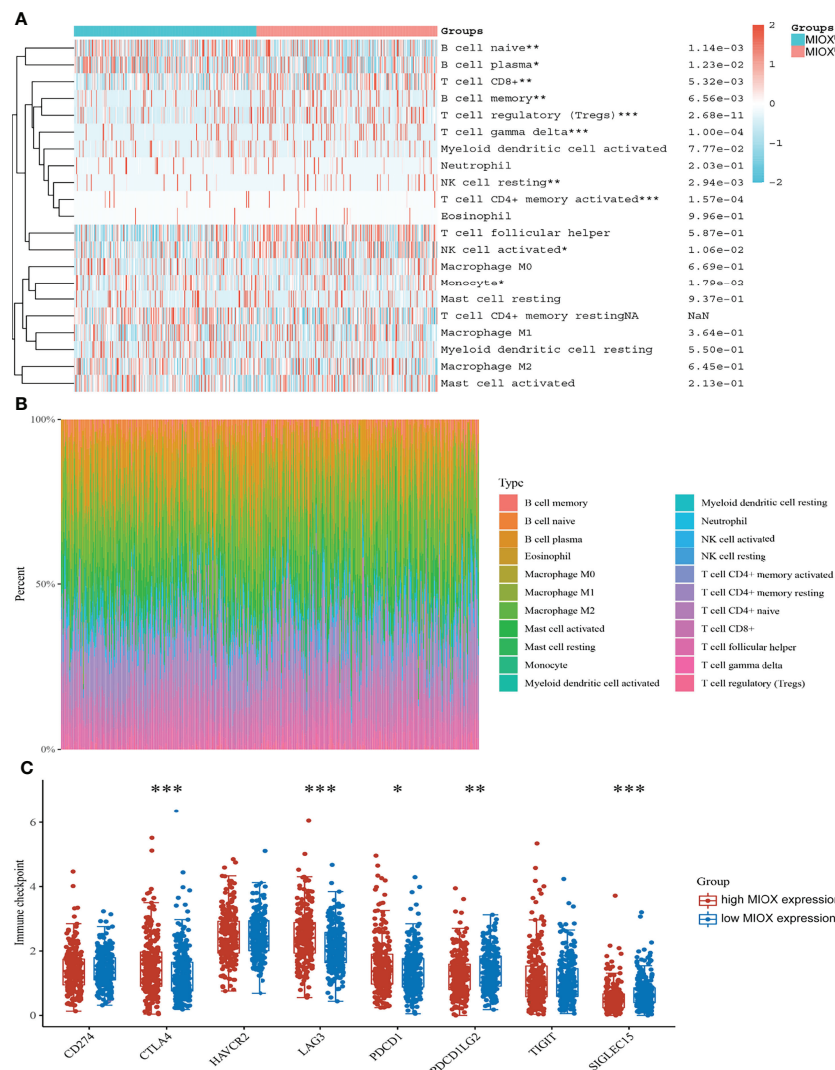 A
Groups
B cell naive** 1.14e-03
B cell plasma* 1.23e-02
T cell CD8+** 5.32e-03
B cell memory** 6.56e-03
T cell regulatory (Tregs)*** 2.68e-11
T cell gamma delta*** 1.00e-04
Myeloid dendritic cell activated 7.77e-02
Neutrophil 2.03e-01
NK cell resting** 2.94e-03
T cell CD4+ memory activated*** 1.57e-04
Eosinophil 9.96e-01
T cell follicular helper 5.87e-01
NK cell activated* 1.06e-02
Macrophage M0 6.69e-01
Monocyte* 1.79e-02
Mast cell resting 9.37e-01
T cell CD4+ memory restingNA NaN
Macrophage M1 3.64e-01
Myeloid dendritic cell resting 5.50e-01
Macrophage M2 6.45e-01
Mast cell activated 2.13e-01
2
1
0
−1
−2
Groups
MIOX
MIOX
B
Percent
100%
50%
0%
Type
B cell memory
B cell naive
B cell plasma
Eosinophil
Macrophage M0
Macrophage M1
Macrophage M2
Mast cell activated
Mast cell resting
Monocyte
Myeloid dendritic cell activated
Myeloid dendritic cell resting
Neutrophil
NK cell activated
NK cell resting
T cell CD4+ memory activated
T cell CD4+ memory resting
T cell CD4+ naive
T cell CD8+
T cell follicular helper
T cell gamma delta
T cell regulatory (Tregs)
C
*** *** * ** ***
Immune checkpoint
6
4
2
0
CD274
CTLA4
HAVCR2
LAG3
PDCD1
PDCD1LG2
TIGIT
SIGLEC15
Group
high MIOX expression
low MIOX expression